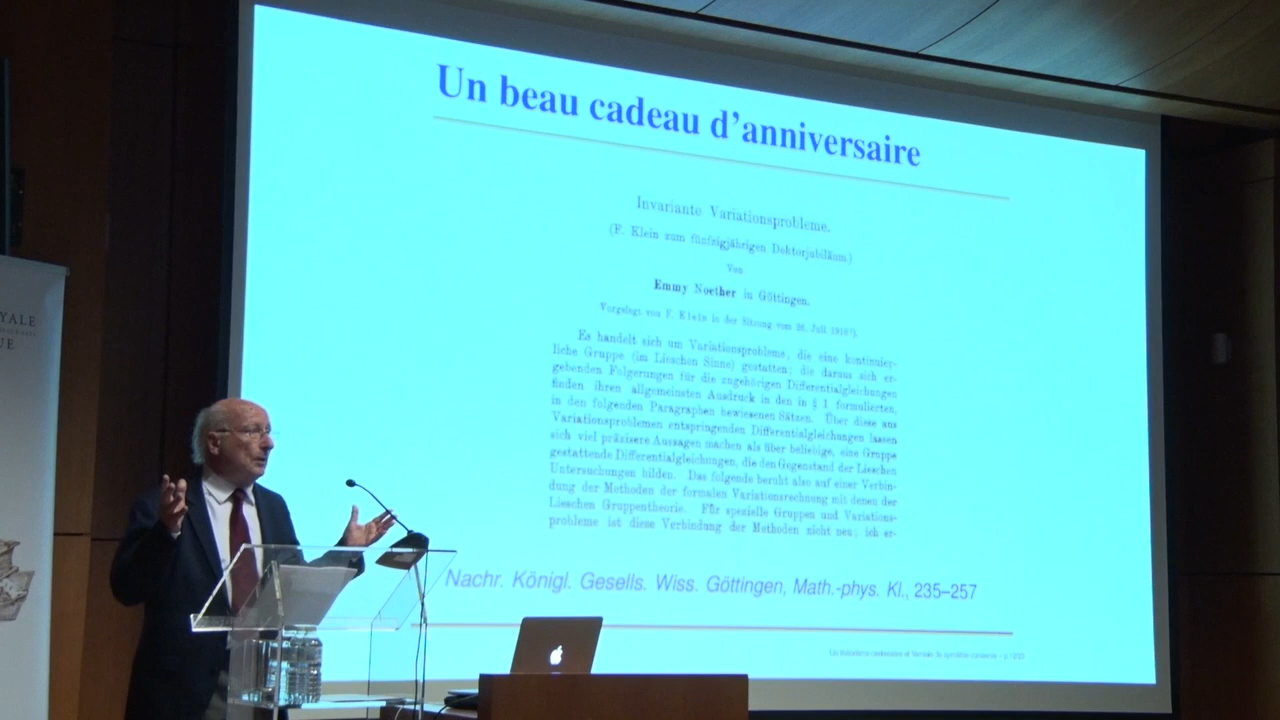 Un beau cadeau d'anniversaire
Invariante Variationsprobleme.
(F. Klein zum fünfzigjährigen Doktorjubiläum.)
Von
Emmy Noether in Göttingen.
Vorgelegt von F. Klein in der Sitzung vom 26. Juli 1918¹).
Es handelt sich um Variationsprobleme, die eine kontinuier-
liche Gruppe (im Lieschen Sinne) gestatten; die daraus sich er-
gebenden Folgerungen für die zugehörigen Differentialgleichungen
finden ihren allgemeinsten Ausdruck in den in § 1 formulierten,
in den folgenden Paragraphen bewiesenen Sätzen. Über diese aus
Variationsproblemen entspringenden Differentialgleichungen lassen
sich viel präzisere Aussagen machen als über beliebige, eine Gruppe
gestattende Differentialgleichungen, die den Gegenstand der Lieschen
Untersuchungen bilden. Das folgende beruht also auf einer Verbin-
dung der Methoden der formalen Variationsrechnung mit denen der
Lieschen Gruppentheorie. Für spezielle Gruppen und Variations-
probleme ist diese Verbindung der Methoden nicht neu; ich er-
Nachr. Königl. Gesells. Wiss. Göttingen, Math.-phys. Kl., 235–257
YALE
UE